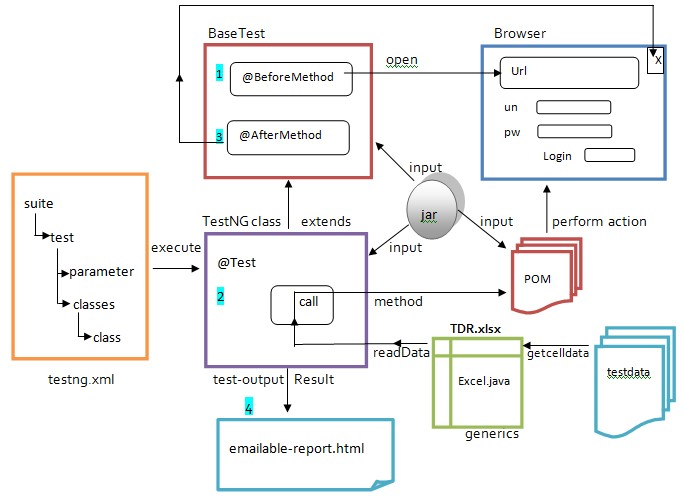 BaseTest
Browser
1
@BeforeMethod
open
Url
X
3
@AfterMethod
un
pw
Login
input
jar
input
input
suite
test
parameter
classes
class
testng.xml
execute
TestNG class
extends
@Test
2
call
method
perform action
POM
TDR.xlsx
readData
Excel.java
generics
getcelldata
testdata
test-output
Result
4
emailable-report.html